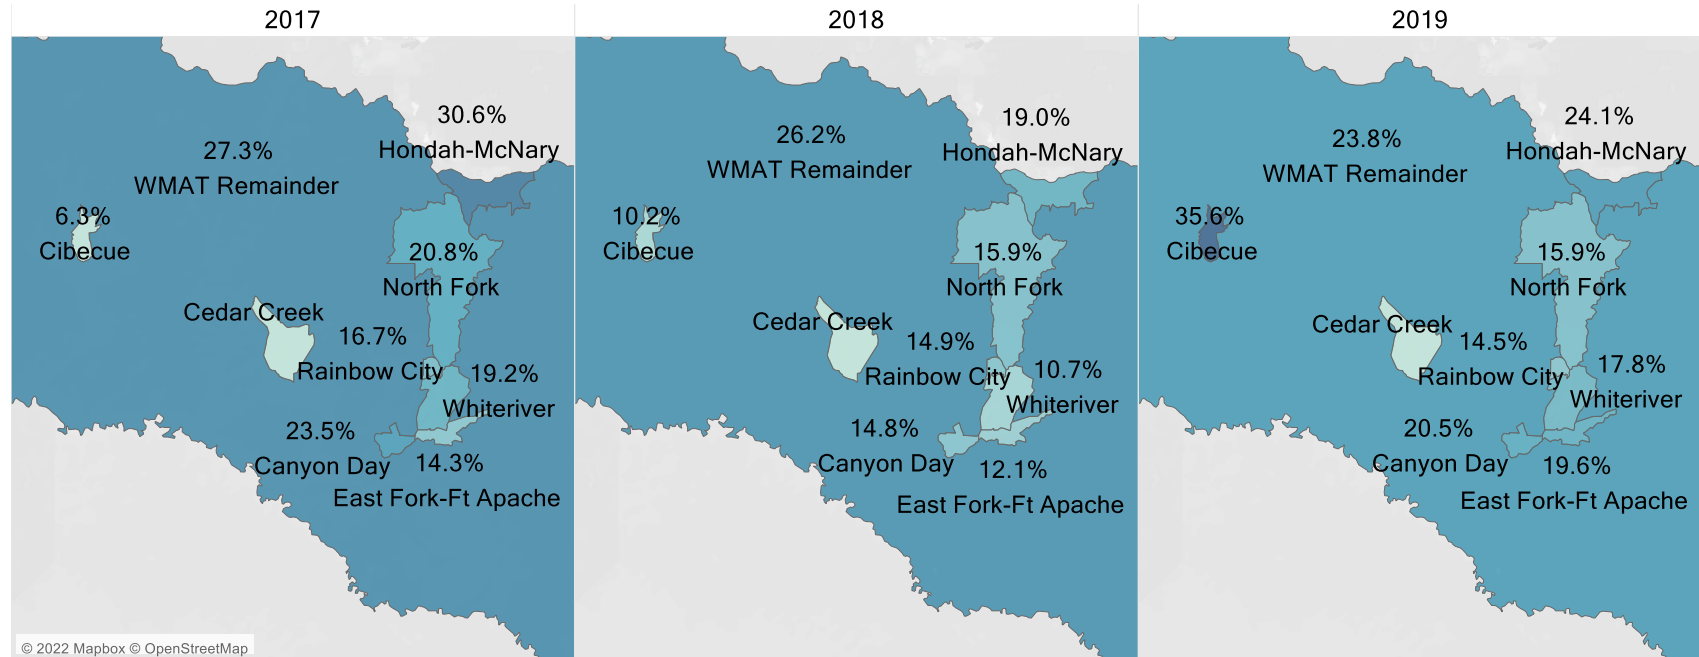 2017
30.6%
Hondah-McNary
27.3%
WMAT Remainder
6.3%
Cibecue
20.8%
North Fork
Cedar Creek
16.7%
Rainbow City
19.2%
Whiteriver
23.5%
Canyon Day
14.3%
East Fork-Ft Apache
© 2022 Mapbox © OpenStreetMap
2018
19.0%
Hondah-McNary
26.2%
WMAT Remainder
10.2%
Cibecue
15.9%
North Fork
Cedar Creek
14.9%
Rainbow City
10.7%
Whiteriver
14.8%
Canyon Day
12.1%
East Fork-Ft Apache
2019
24.1%
Hondah-McNary
23.8%
WMAT Remainder
35.6%
Cibecue
15.9%
North Fork
Cedar Creek
14.5%
Rainbow City
17.8%
Whiteriver
20.5%
Canyon Day
19.6%
East Fork-Ft Apache